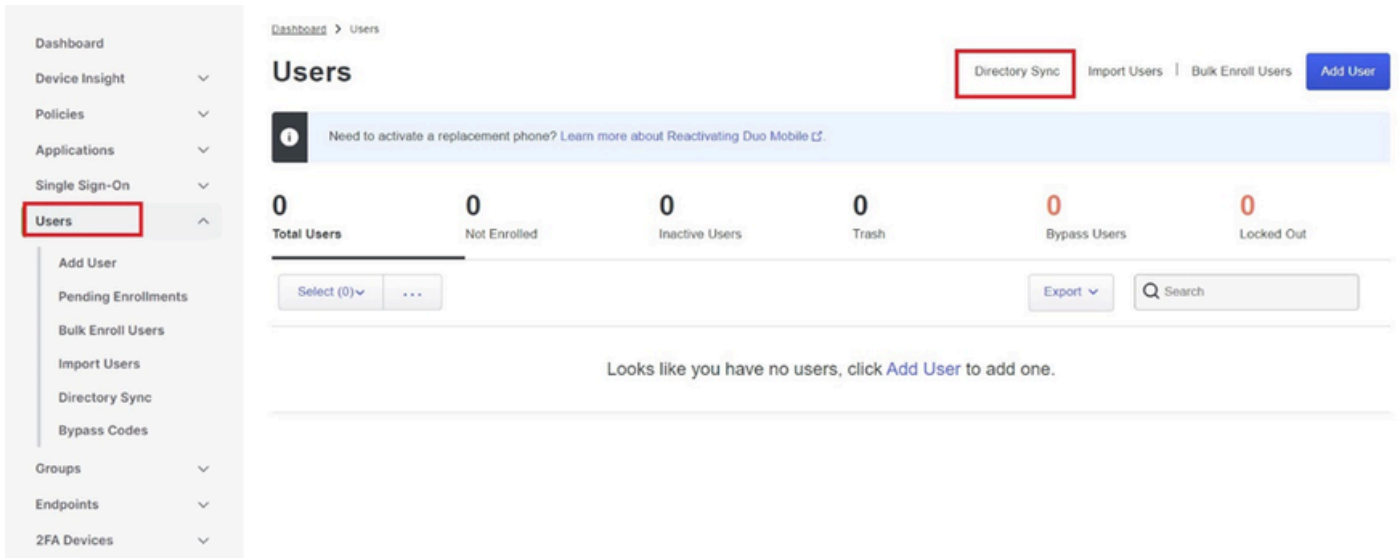 Dashboard
Device Insight
Policies
Applications
Single Sign-On
Users
Add User
Pending Enrollments
Bulk Enroll Users
Import Users
Directory Sync
Bypass Codes
Groups
Endpoints
2FA Devices
Dashboard > Users
Users
Directory Sync Import Users | Bulk Enroll Users Add User
Need to activate a replacement phone? Learn more about Reactivating Duo Mobile.
0 0 0 0 0 0
Total Users Not Enrolled Inactive Users Trash Bypass Users Locked Out
Select (0) ... Export Search
Looks like you have no users, click Add User to add one.